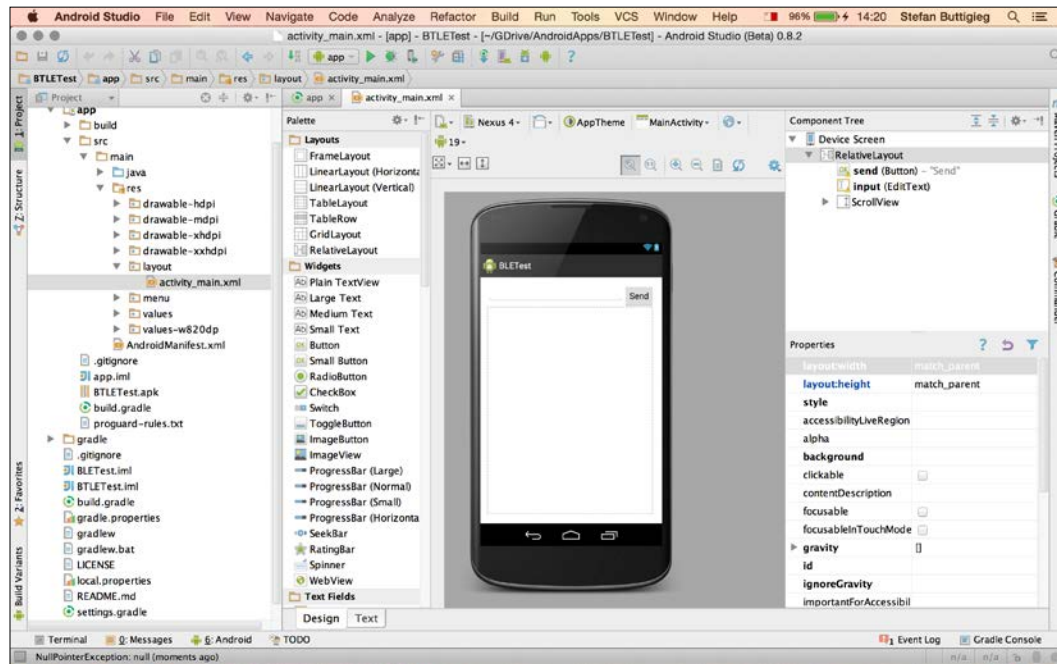 Android Studio File Edit View Navigate Code Analyze Refactor Build Run Tools VCS Window Help 96% 14:20 Stefan Buttigieg
activity_main.xml - [app] - BTLETest - [~/GDrive/AndroidApps/BTLETest] - Android Studio (Beta) 0.8.2
app
BTLETest app src main res layout activity_main.xml
1: Project
Z: Structure
2: Favorites
Build Variants
Project
app
build
src
main
java
res
drawable-hdpi
drawable-mdpi
drawable-xhdpi
drawable-xxhdpi
layout
activity_main.xml
menu
values
values-w820dp
AndroidManifest.xml
.gitignore
app.iml
BTLETest.apk
build.gradle
proguard-rules.txt
gradle
.gitignore
BLETest.iml
BTLETest.iml
build.gradle
gradle.properties
gradlew
gradlew.bat
LICENSE
local.properties
README.md
settings.gradle
app activity_main.xml
Palette
Layouts
FrameLayout
LinearLayout (Horizonta
LinearLayout (Vertical)
TableLayout
TableRow
GridLayout
RelativeLayout
Widgets
Plain TextView
Large Text
Medium Text
Small Text
Button
Small Button
RadioButton
CheckBox
Switch
ToggleButton
ImageButton
ImageView
ProgressBar (Large)
ProgressBar (Normal)
ProgressBar (Small)
ProgressBar (Horizonta
SeekBar
RatingBar
Spinner
WebView
Text Fields
Nexus 4 AppTheme MainActivity
19
BLETest
Send
Design Text
Component Tree
Device Screen
RelativeLayout
send (Button) - "Send"
input (EditText)
ScrollView
Properties
layout:width match_parent
layout:height match_parent
style
accessibilityLiveRegion
alpha
background
clickable
contentDescription
focusable
focusableInTouchMode
gravity []
id
ignoreGravity
importantForAccessibil
Gradle
Commander
Terminal 0: Messages 6: Android TODO 1 Event Log Gradle Console
NullPointerException: null (moments ago) n/a n/a